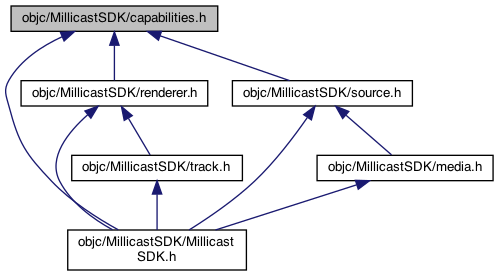 objc/MillicastSDK/capabilities.h
objc/MillicastSDK/renderer.h
objc/MillicastSDK/source.h
objc/MillicastSDK/track.h
objc/MillicastSDK/media.h
objc/MillicastSDK/Millicast
SDK.h